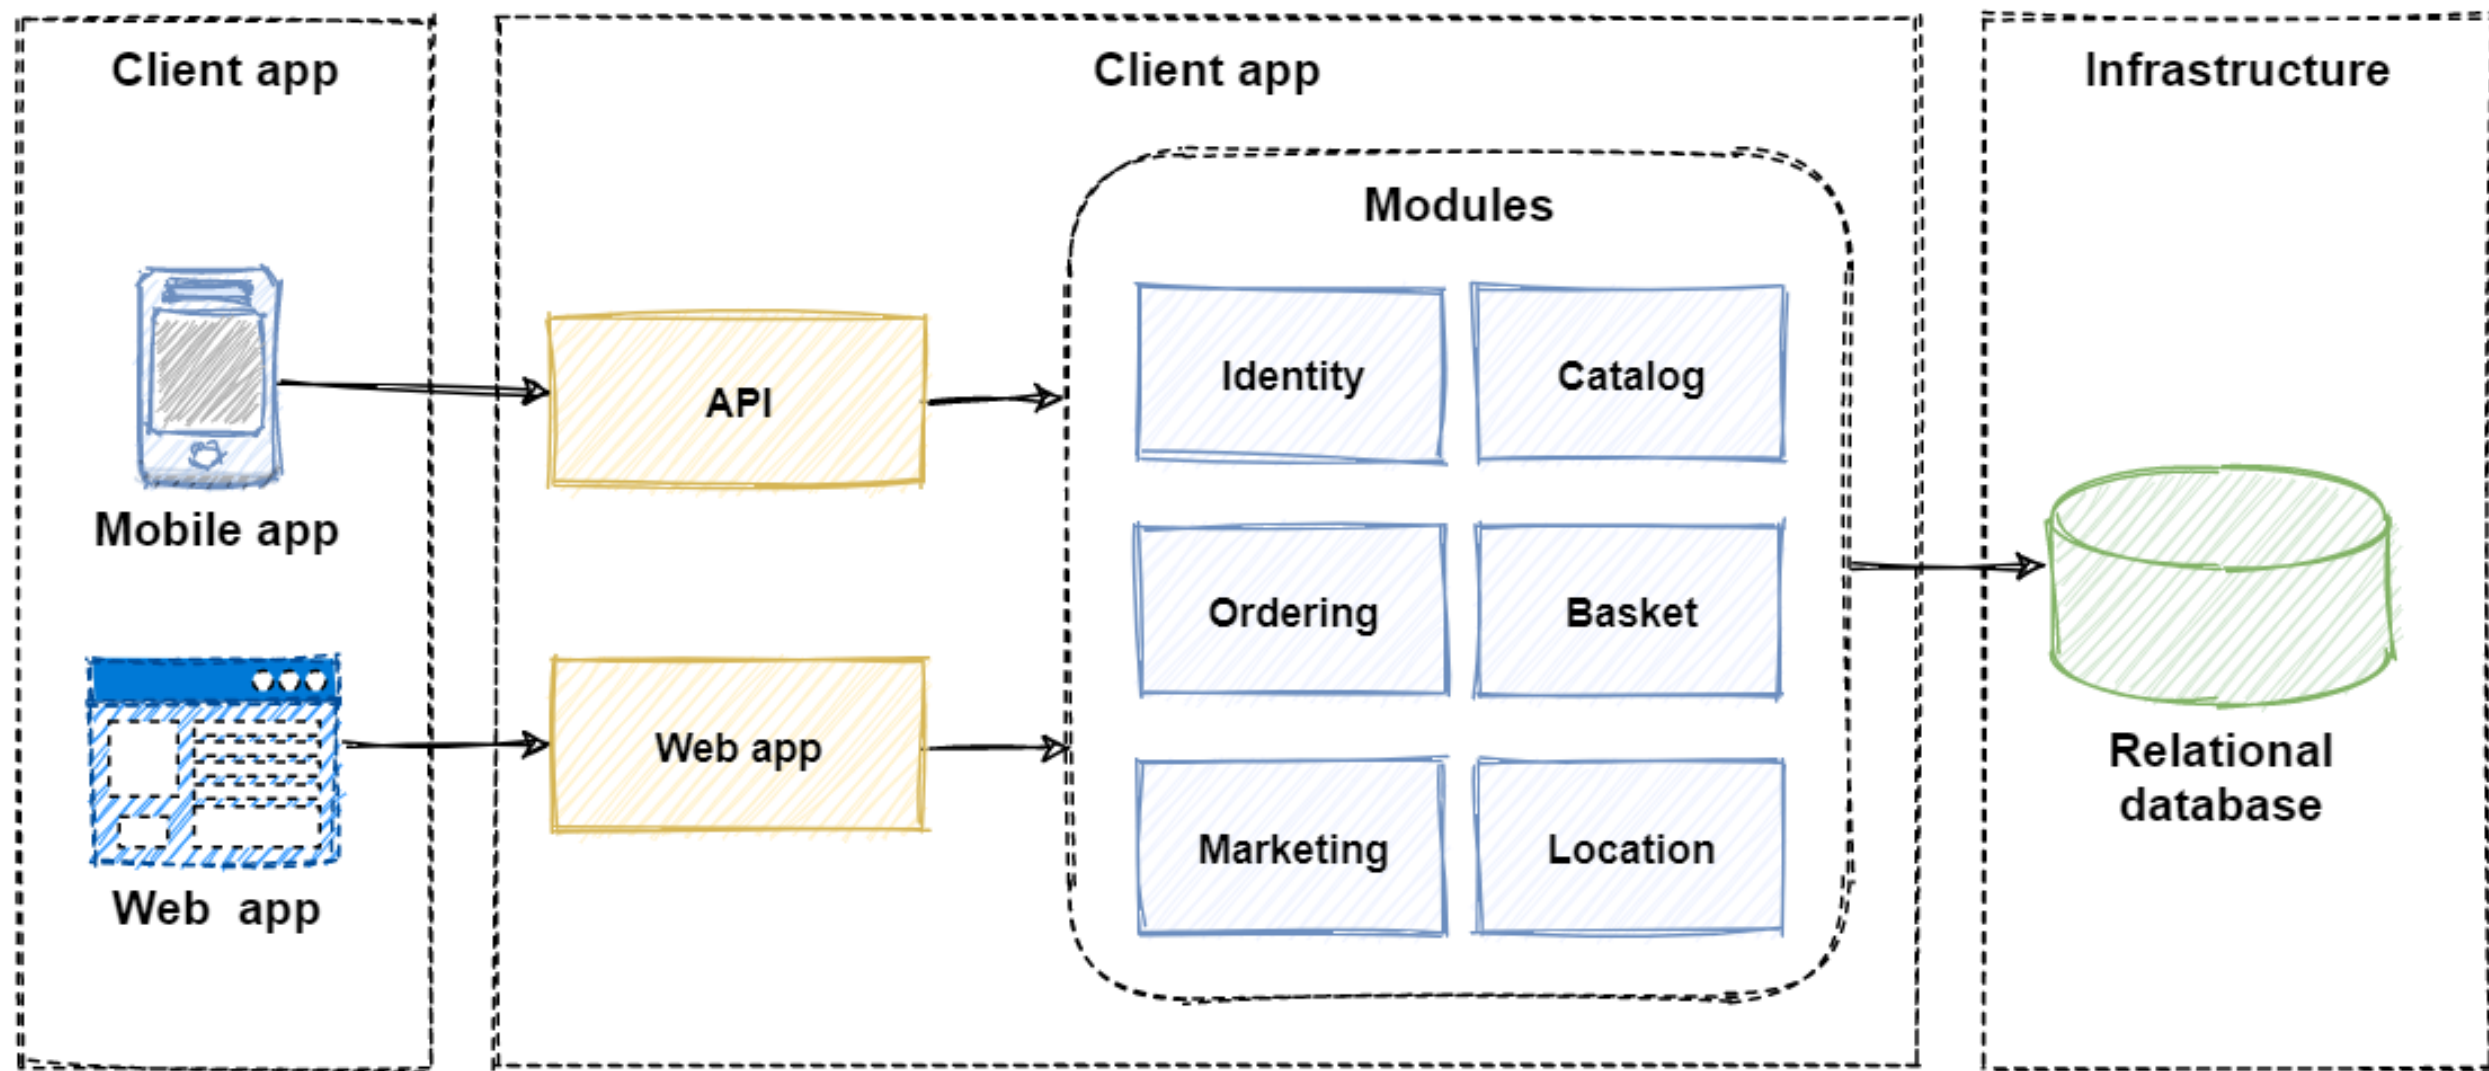 Client app
Mobile app
Web app
Client app
API
Web app
Modules
Identity
Catalog
Ordering
Basket
Marketing
Location
Infrastructure
Relational
database